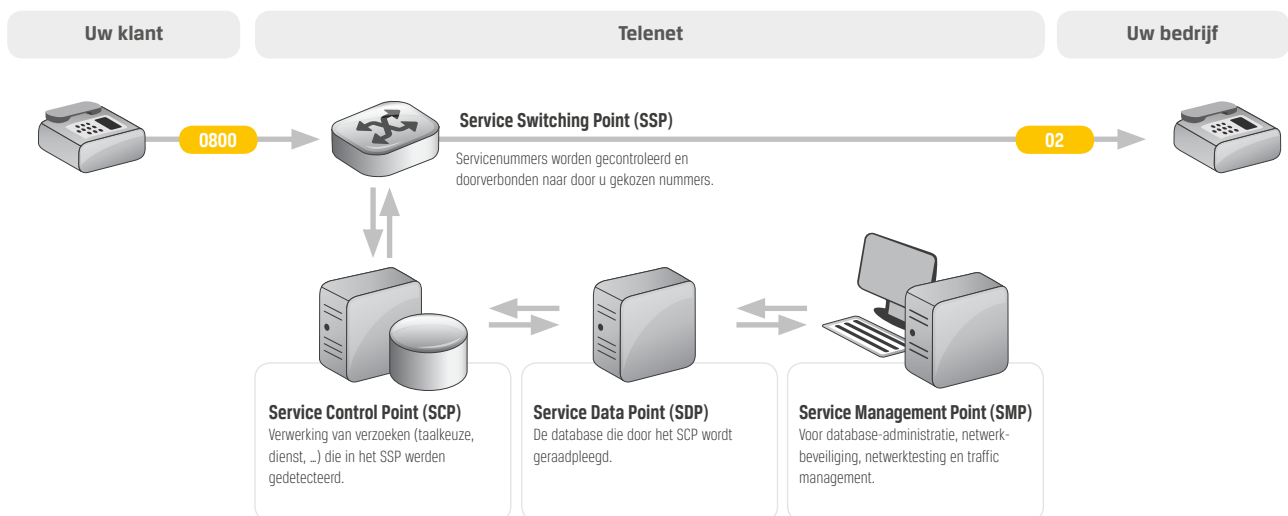 Uw klant
Telenet
Uw bedrijf
0800
Service Switching Point (SSP)
02
Servicenummers worden gecontroleerd en
doorverbonden naar door u gekozen nummers.
Service Control Point (SCP)
Verwerking van verzoeken (taalkeuze,
dienst, ...) die in het SSP werden
gedetecteerd.
Service Data Point (SDP)
De database die door het SCP wordt
geraadpleegd.
Service Management Point (SMP)
Voor database-administratie, netwerk-
beveiliging, netwerktesting en traffic
management.